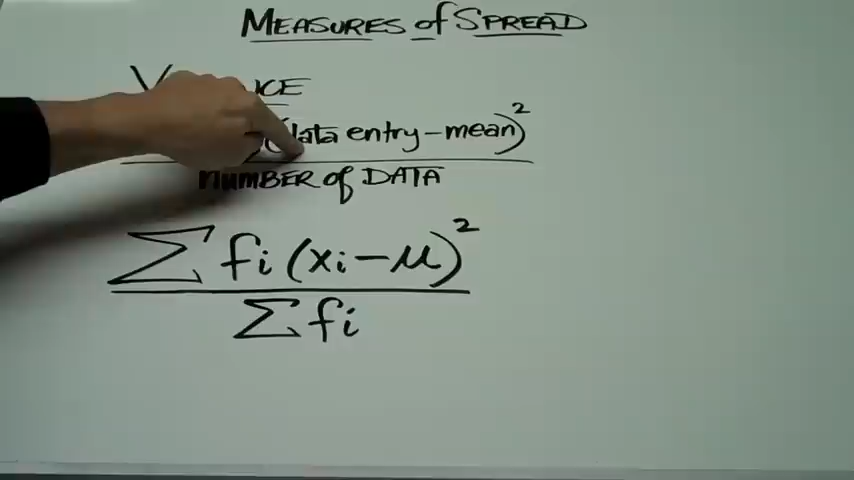 MEASURES of SPREAD
(data entry-mean)²
NUMBER of DATA
∑ fi (xi - μ)²
∑ fi